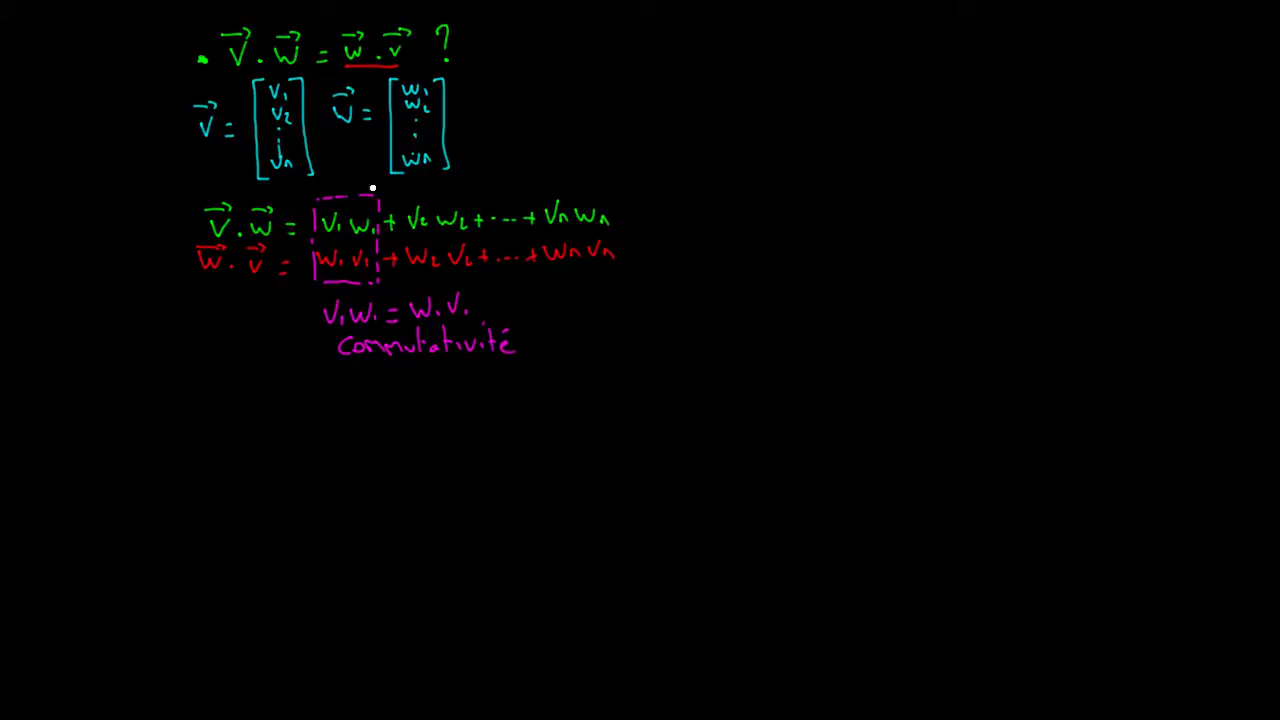 . v⃗ . w⃗ = w⃗ . v⃗ ?
v⃗ = [v₁ v₂ ⋮ vₙ] w⃗ = [w₁ w₂ ⋮ wₙ]
v⃗ . w⃗ = v₁ w₁ + v₂ w₂ + ... + vₙ wₙ
w⃗ . v⃗ = w₁ v₁ + w₂ v₂ + ... + wₙ vₙ
v₁ w₁ = w₁ v₁
Commutativité